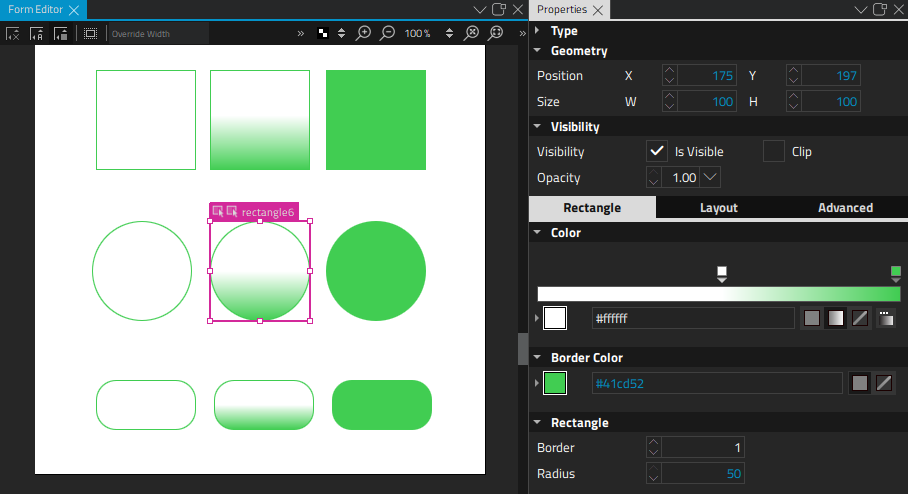 Form Editor
Override Width
100 %
rectangle6
Properties
Type
Geometry
Position X 175 Y 197
Size W 100 H 100
Visibility
Visibility Is Visible Clip
Opacity 1.00
Rectangle Layout Advanced
Color
#ffffff
Border Color
#41cd52
Rectangle
Border 1
Radius 50